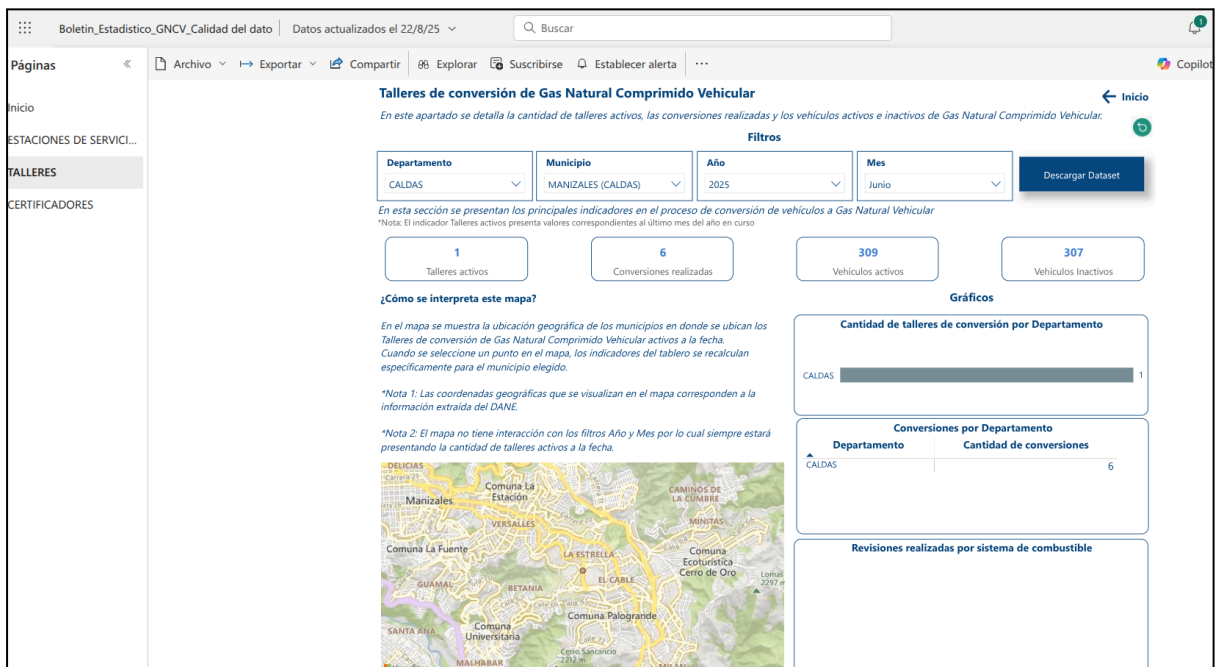 Boletin_Estadistico_GNCV_Calidad del dato | Datos actualizados el 22/8/25
Buscar
1
Páginas
Archivo
Exportar
Compartir
Explorar
Suscribirse
Establecer alerta
...
Copilot
Inicio
ESTACIONES DE SERVICI...
TALLERES
CERTIFICADORES
Talleres de conversión de Gas Natural Comprimido Vehicular
Inicio
En este apartado se detalla la cantidad de talleres activos, las conversiones realizadas y los vehículos activos e inactivos de Gas Natural Comprimido Vehicular.
Filtros
Departamento
CALDAS
Municipio
MANIZALES (CALDAS)
Año
2025
Mes
Junio
Descargar Dataset
En esta sección se presentan los principales indicadores en el proceso de conversión de vehículos a Gas Natural Vehicular
*Nota: El indicador Talleres activos presenta valores correspondientes al último mes del año en curso
1
Talleres activos
6
Conversiones realizadas
309
Vehículos activos
307
Vehículos Inactivos
¿Cómo se interpreta este mapa?
En el mapa se muestra la ubicación geográfica de los municipios en donde se ubican los
Talleres de conversión de Gas Natural Comprimido Vehicular activos a la fecha.
Cuando se seleccione un punto en el mapa, los indicadores del tablero se recalculan
específicamente para el municipio elegido.
*Nota 1: Las coordenadas geográficas que se visualizan en el mapa corresponden a la
información extraída del DANE.
*Nota 2: El mapa no tiene interacción con los filtros Año y Mes por lo cual siempre estará
presentando la cantidad de talleres activos a la fecha.
DELICIAS
Carrera 21
Manizales
Comuna La
Estación
CAMINOS DE
LA CUMBRE
VERSALLES
Carrera 20
MINITAS
Comuna La Fuente
LA ESTRELLA
Comuna
Ecoturística
Cerro de Oro
Lomas
2297 m
GUAMAL
EL CABLE
BETANIA
Comuna Palogrande
SANTA ANA
Comuna
Universitaria
Cerro Sancancio
2212 m
MALHABAR
MILÁN
Gráficos
Cantidad de talleres de conversión por Departamento
CALDAS
1
Conversiones por Departamento
Departamento
Cantidad de conversiones
CALDAS
6
Revisiones realizadas por sistema de combustible